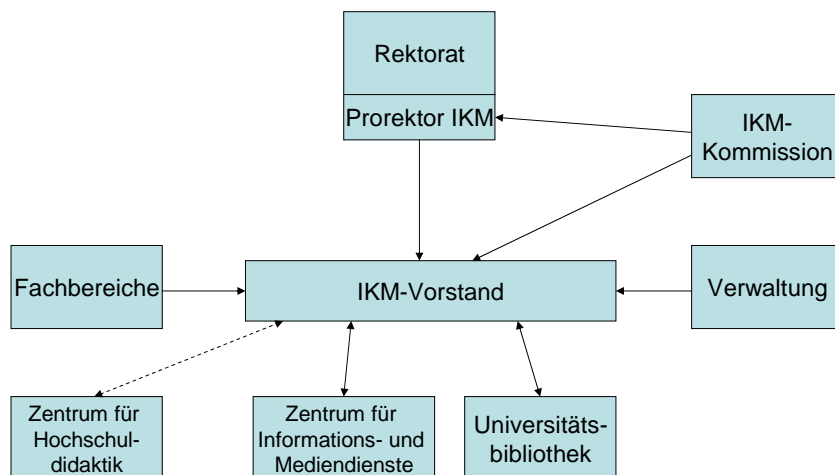 Rektorat
Prorektor IKM
IKM-
Kommission
Fachbereiche
IKM-Vorstand
Verwaltung
Zentrum für
Hochschul-
didaktik
Zentrum für
Informations- und
Mediendienste
Universitäts-
bibliothek